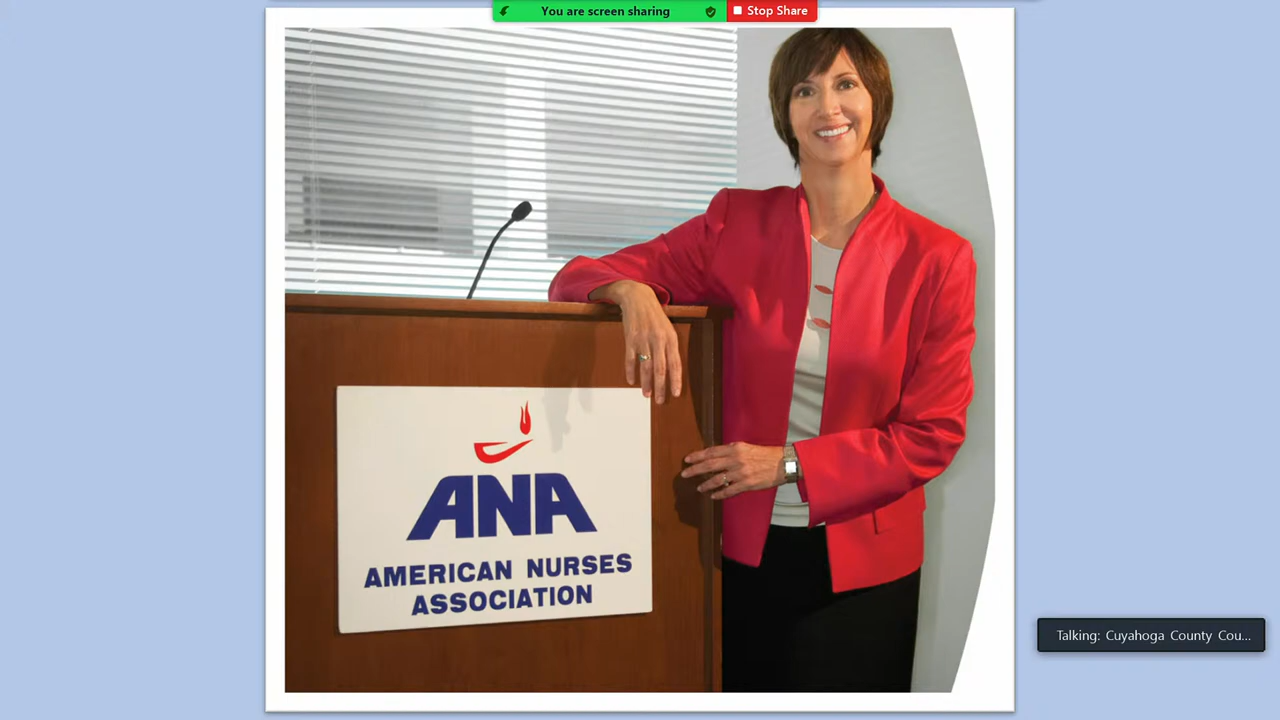 You are screen sharing
Stop Share
ANA
AMERICAN NURSES
ASSOCIATION
Talking: Cuyahoga County Cou...